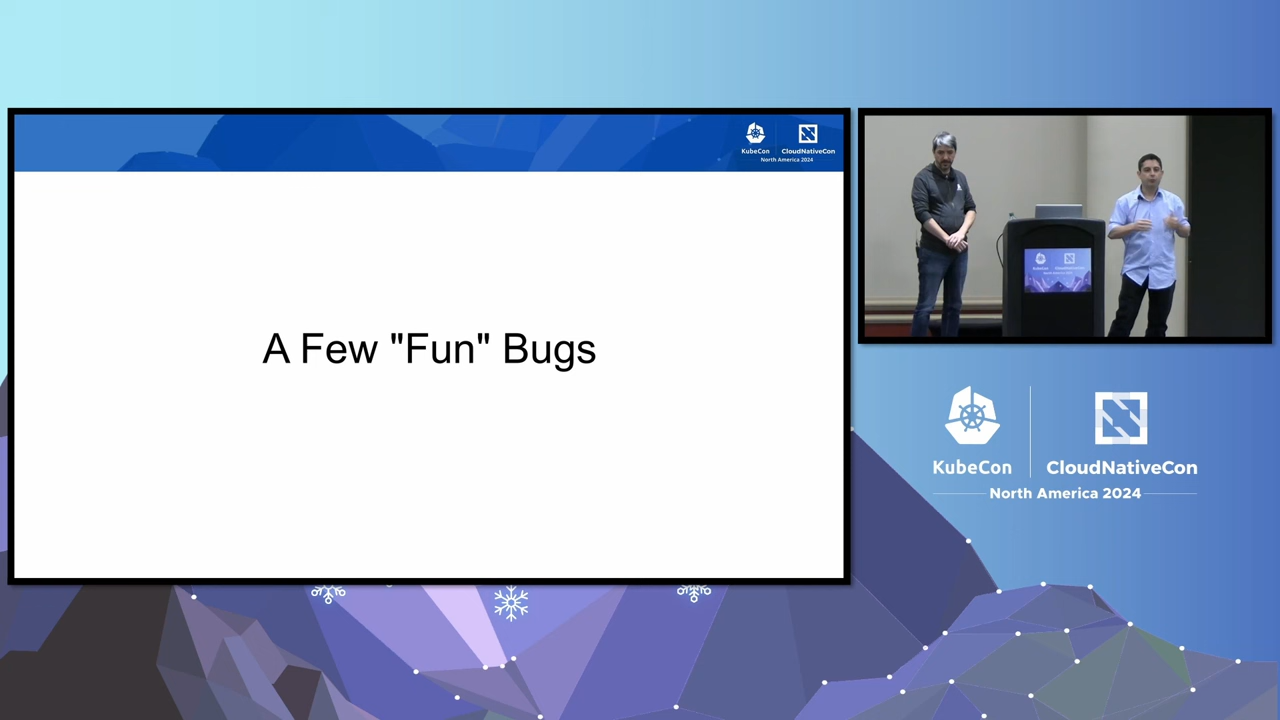 KubeCon
CloudNativeCon
North America 2024
A Few "Fun" Bugs
KubeCon
CloudNativeCon
North America 2024